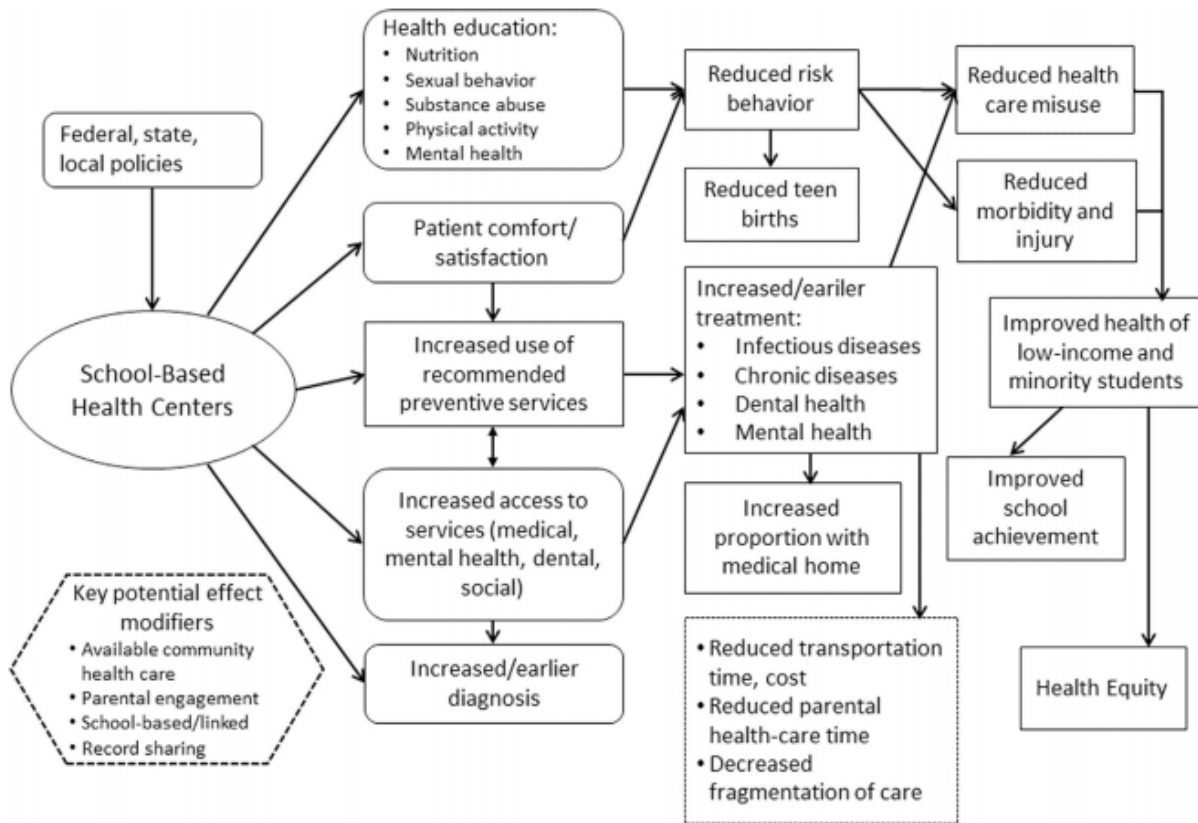 Federal, state,
local policies
School-Based
Health Centers
Key potential effect
modifiers
• Available community
health care
• Parental engagement
• School-based/linked
• Record sharing
Health education:
• Nutrition
• Sexual behavior
• Substance abuse
• Physical activity
• Mental health
Patient comfort/
satisfaction
Increased use of
recommended
preventive services
Increased access to
services (medical,
mental health, dental,
social)
Increased/earlier
diagnosis
Reduced risk
behavior
Reduced teen
births
Increased/eariler
treatment:
• Infectious diseases
• Chronic diseases
• Dental health
• Mental health
Increased
proportion with
medical home
• Reduced transportation
time, cost
• Reduced parental
health-care time
• Decreased
fragmentation of care
Reduced health
care misuse
Reduced
morbidity and
injury
Improved health of
low-income and
minority students
Improved
school
achievement
Health Equity